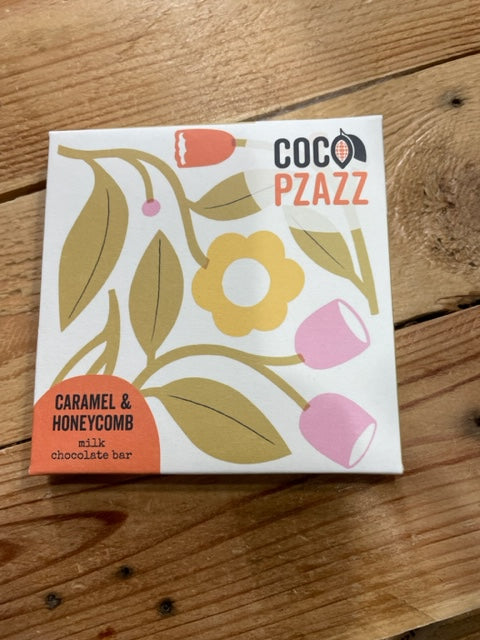 COCO
PZAZZ
CARAMEL &
HONEYCOMB
milk
chocolate bar